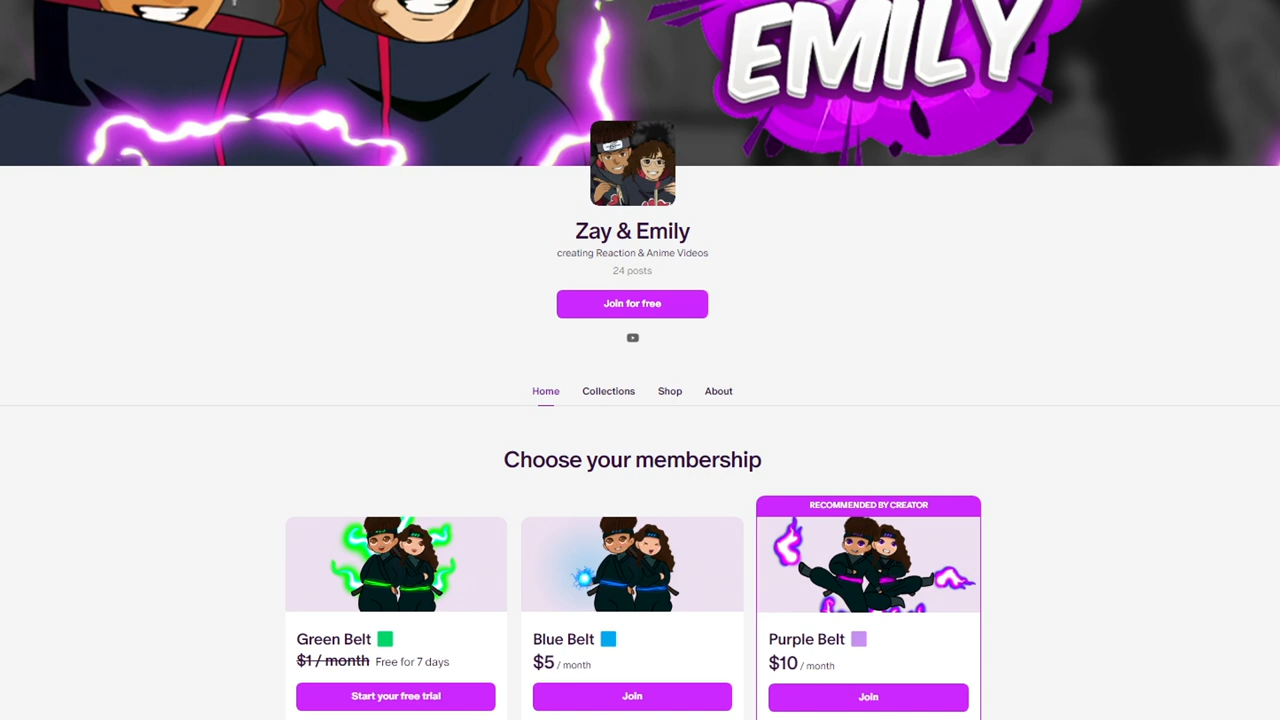 EMILY
Zay & Emily
creating Reaction & Anime Videos
24 posts
Join for free
Home Collections Shop About
Choose your membership
RECOMMENDED BY CREATOR
Green Belt
$1 / month Free for 7 days
Start your free trial
Blue Belt
$5 / month
Join
Purple Belt
$10 / month
Join